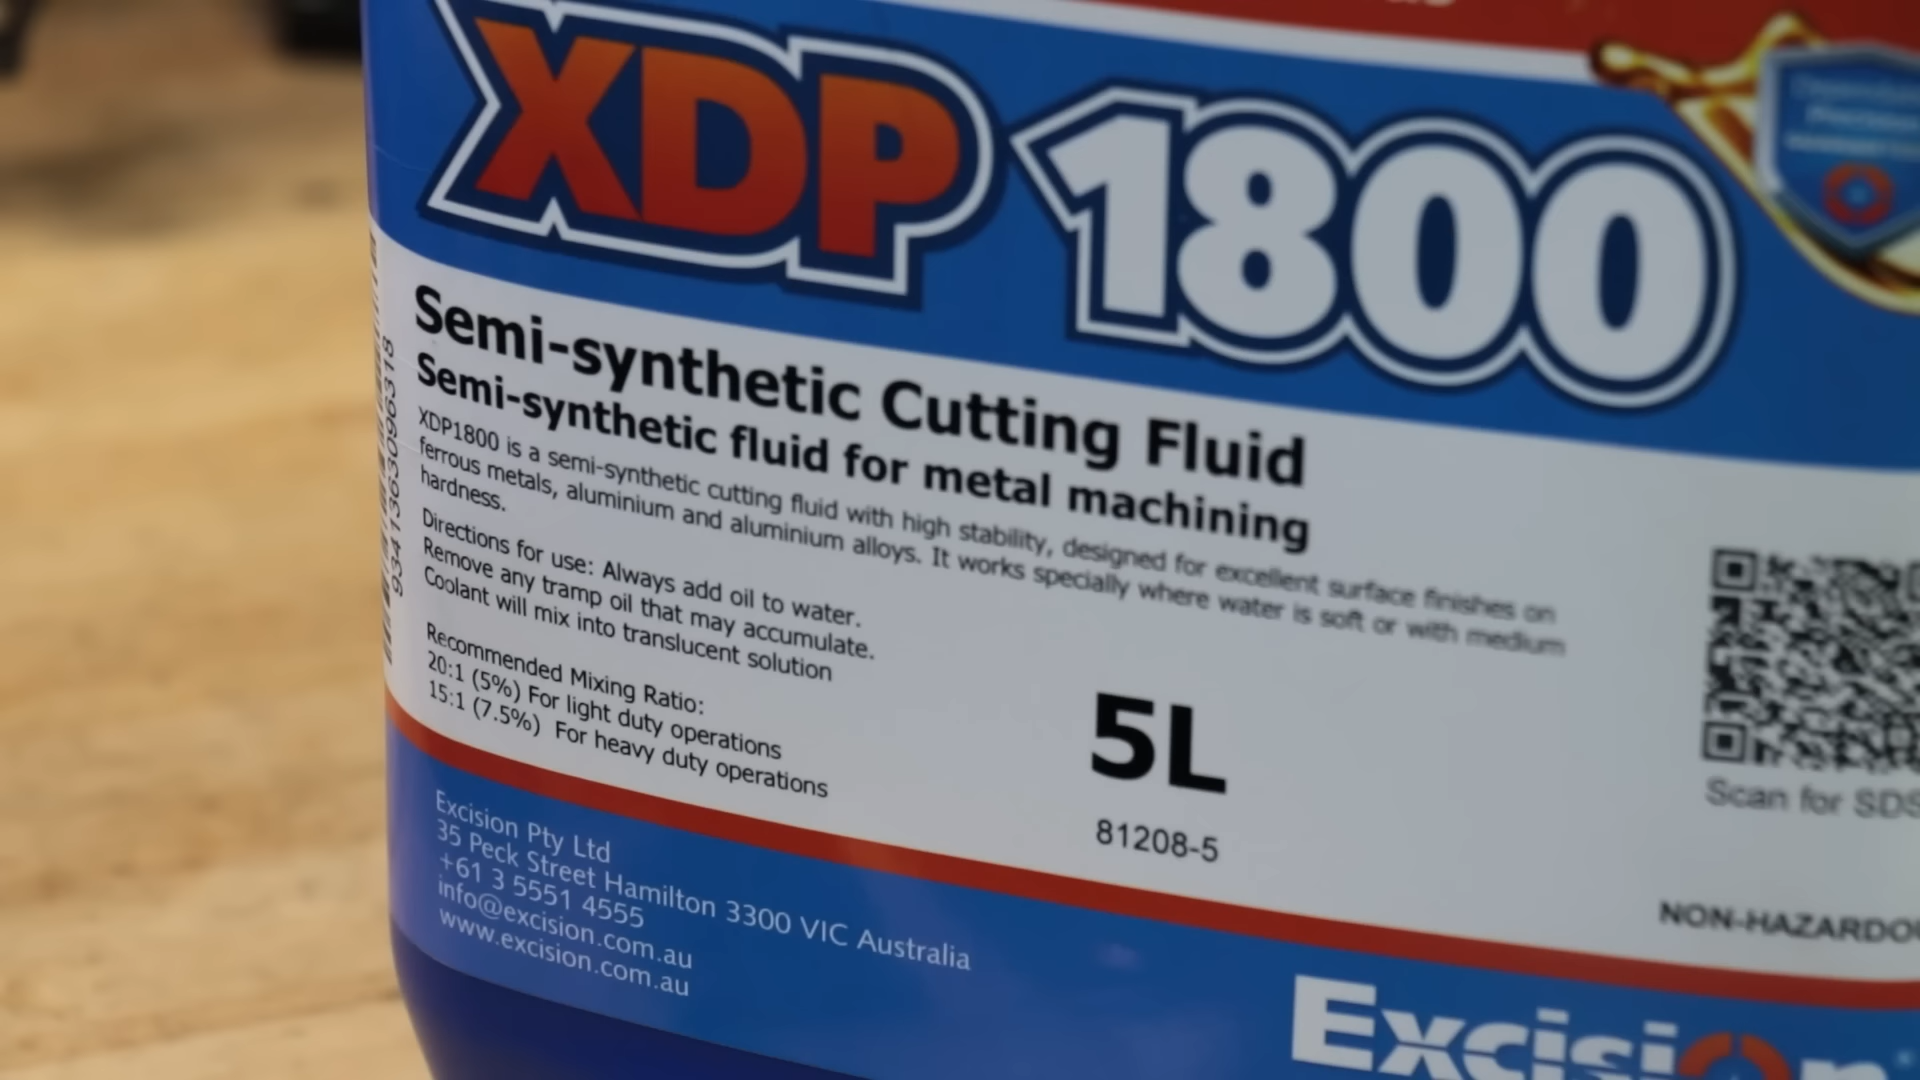 XDP 1800
Semi-synthetic Cutting Fluid
Semi-synthetic fluid for metal machining
XDP1800 is a semi-synthetic cutting fluid with high stability, designed for excellent surface finishes on
ferrous metals, aluminium and aluminium alloys. It works specially where water is soft or with medium
hardness.
Directions for use: Always add oil to water.
Remove any tramp oil that may accumulate.
Coolant will mix into translucent solution
Recommended Mixing Ratio:
20:1 (5%) For light duty operations
15:1 (7.5%) For heavy duty operations
5L
81208-5
Scan for SDS
NON-HAZARDOU
Excision Pty Ltd
35 Peck Street Hamilton 3300 VIC Australia
+61 3 5551 4555
info@excision.com.au
www.excision.com.au
Excision
9341363096318